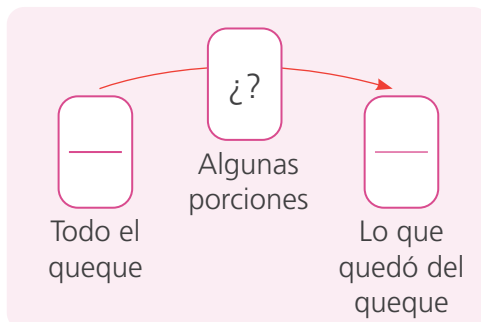 ¿?
Algunas
porciones
Todo el
queque
Lo que
quedó del
queque